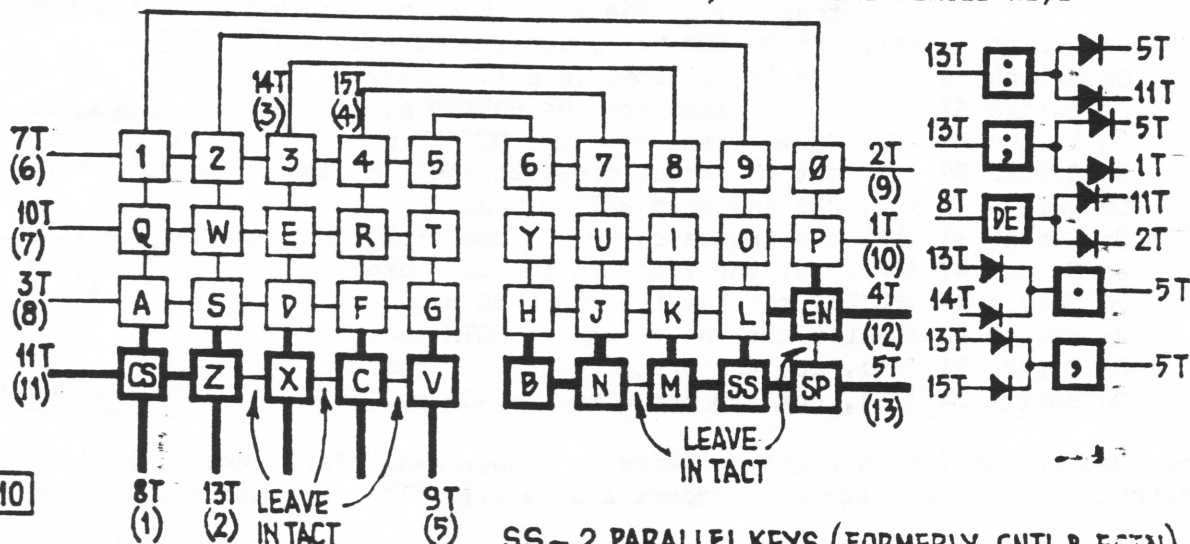 14T 15T
(3) (4)
7T 1 2 3 4 5 6 7 8 9 Ø 2T
(6) (9)
10T Q W E R T Y U I O P 1T
(7) (10)
3T A S D F G H J K L EN 4T
(8) (12)
11T CS Z X C V B N M SS SP 5T
(11) (13)
LEAVE
IN TACT
8T 13T LEAVE 9T
(1) (2) IN TACT (5)
13T : 5T
11T
13T ; 5T
1T
8T DE 11T
2T
13T
14T . 5T
13T
15T , 5T
10
SS - 2 PARALLEL KEYS (FORMERLY CNTL & FCTN)